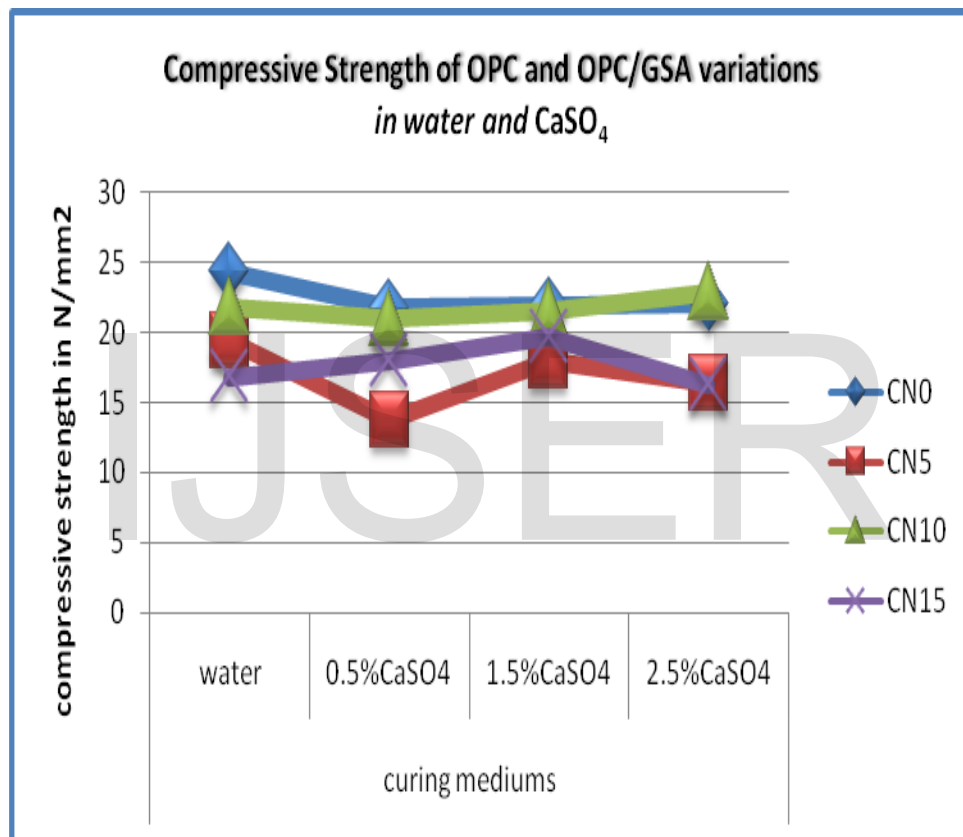 Compressive Strength of OPC and OPC/GSA variations
in water and CaSO₄
compressive strength in N/mm2
30
25
20
15
10
5
0
water 0.5%CaSO4 1.5%CaSO4 2.5%CaSO4
curing mediums
CN0
CN5
CN10
CN15
IJSER